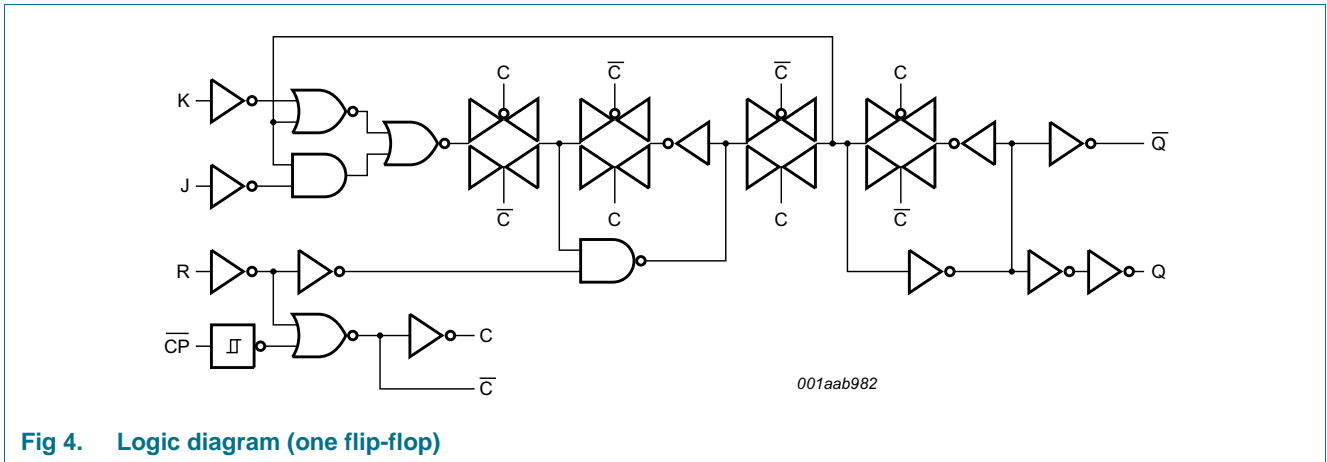 C
C̅
C̅
C
K
Q̅
J
C̅
C
C
C̅
R
Q
C̅P̅
C
C̅
001aab982
Fig 4. Logic diagram (one flip-flop)